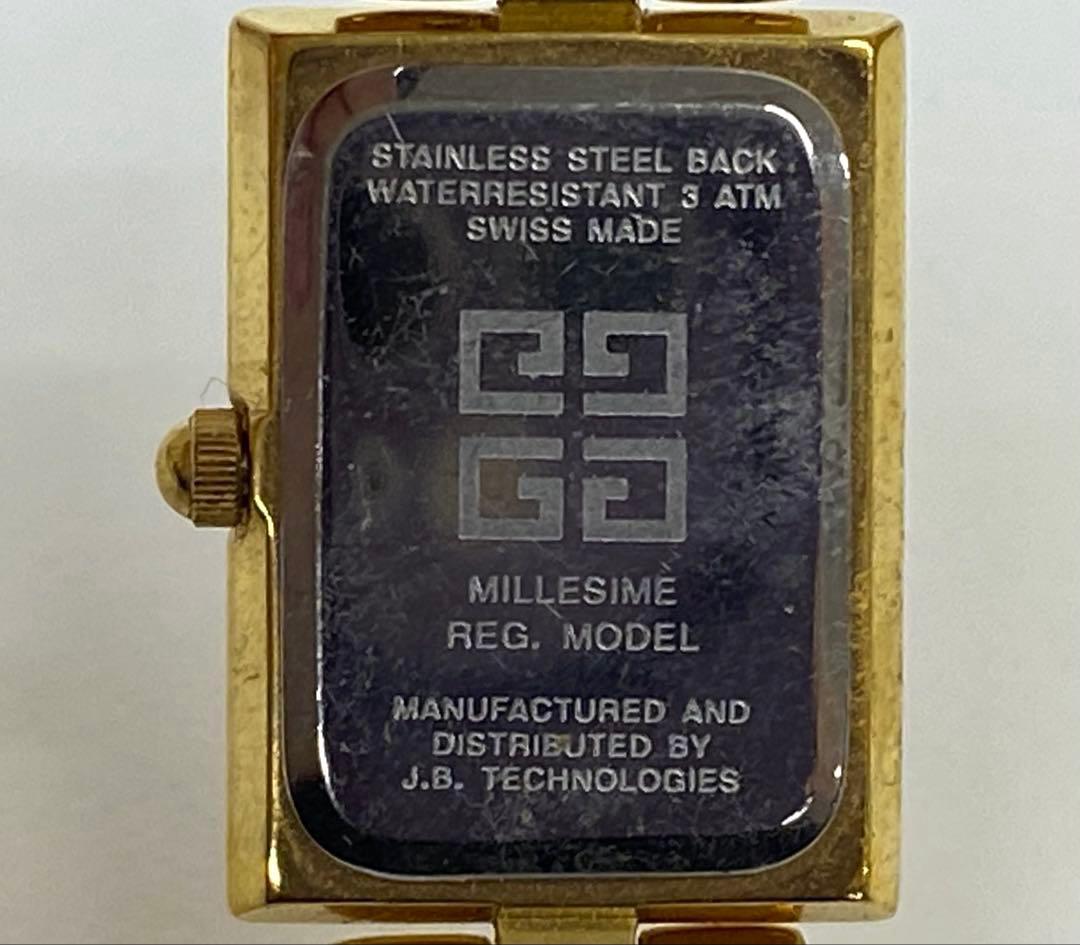 STAINLESS STEEL BACK
WATERRESISTANT 3 ATM
SWISS MADE
MILLESIME
REG. MODEL
MANUFACTURED AND
DISTRIBUTED BY
J.B. TECHNOLOGIES